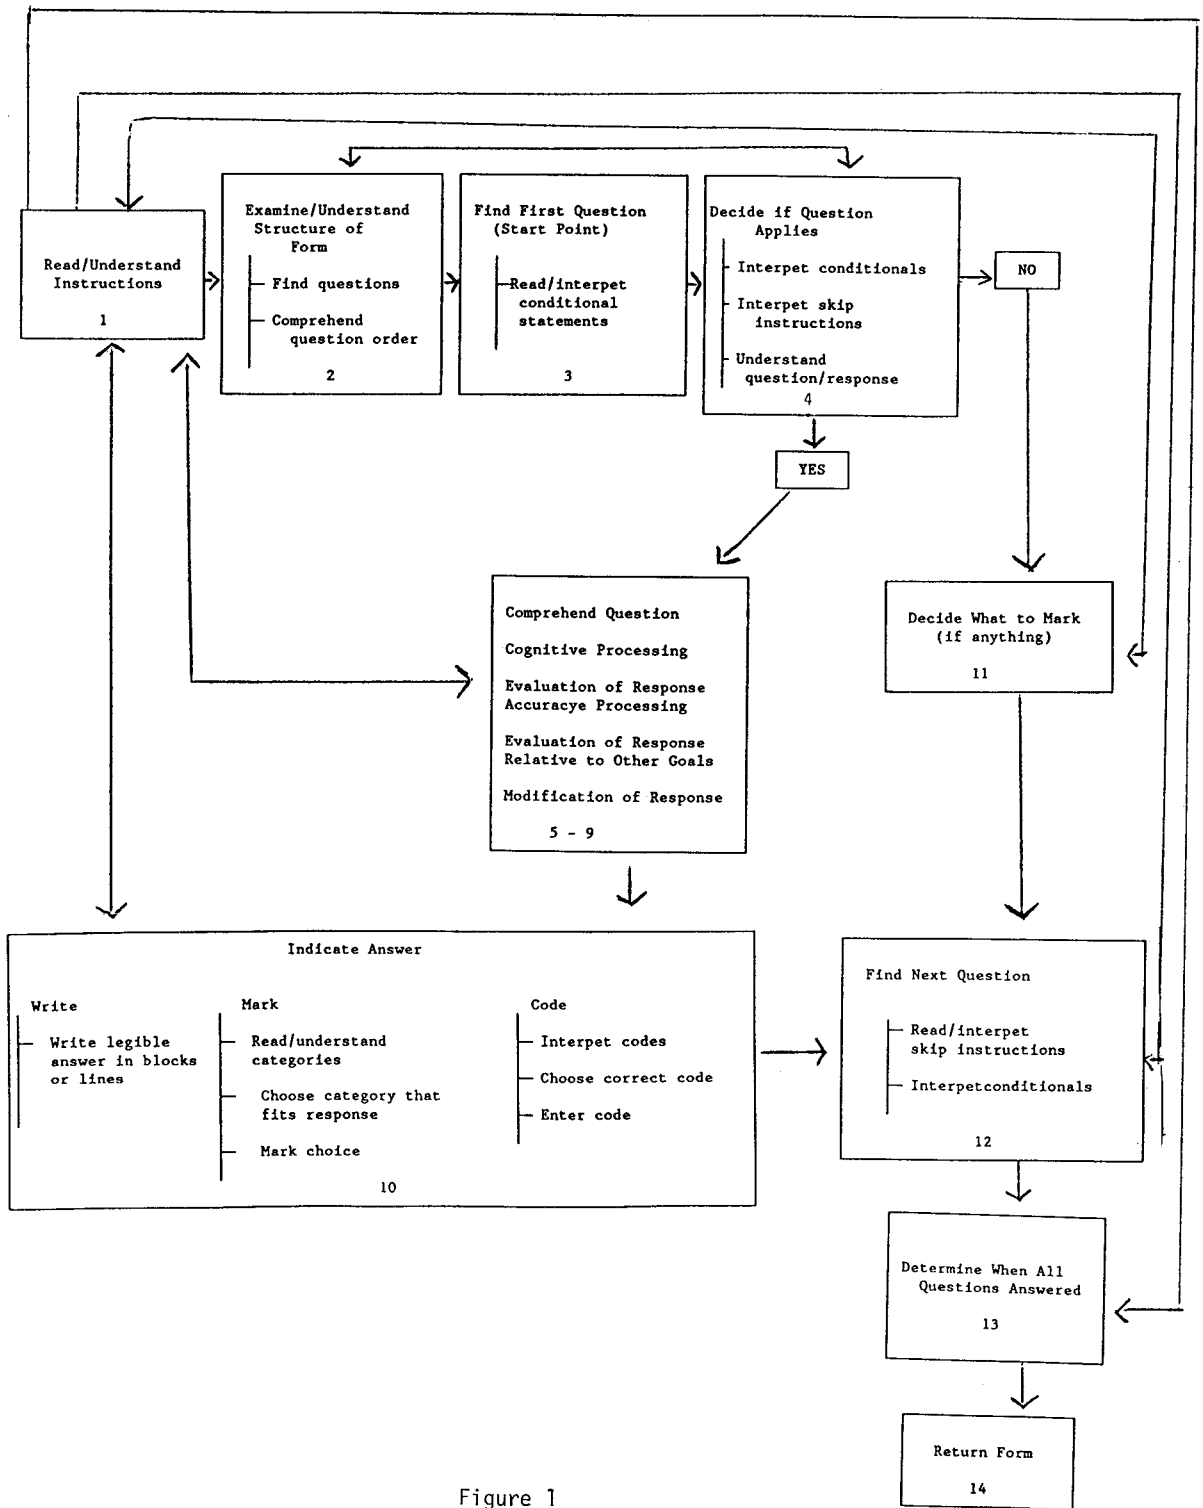 Read/Understand
Instructions
1
Examine/Understand
Structure of
Form
Find questions
Comprehend
question order
2
Find First Question
(Start Point)
Read/interpet
conditional
statements
3
Decide if Question
Applies
Interpet conditionals
Interpet skip
instructions
Understand
question/response
4
NO
YES
Comprehend Question
Cognitive Processing
Evaluation of Response
Accuracye Processing
Evaluation of Response
Relative to Other Goals
Modification of Response
5 - 9
Decide What to Mark
(if anything)
11
Indicate Answer
Write
Write legible
answer in blocks
or lines
Mark
Read/understand
categories
Choose category that
fits response
Mark choice
Code
Interpet codes
Choose correct code
Enter code
10
Find Next Question
Read/interpet
skip instructions
Interpetconditionals
12
Determine When All
Questions Answered
13
Return Form
14
Figure 1